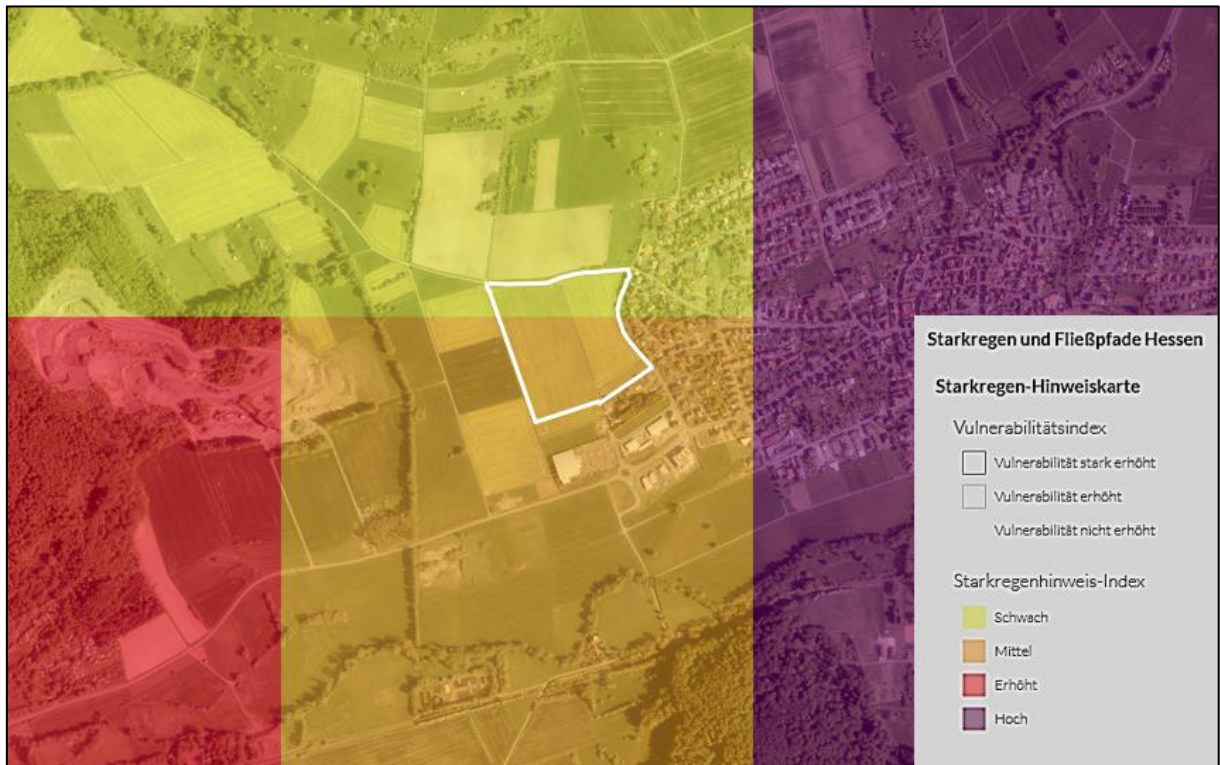 Starkregen und Fließpfade Hessen
Starkregen-Hinweiskarte
Vulnerabilitätsindex
Vulnerabilität stark erhöht
Vulnerabilität erhöht
Vulnerabilität nicht erhöht
Starkregenhinweis-Index
Schwach
Mittel
Erhöht
Hoch